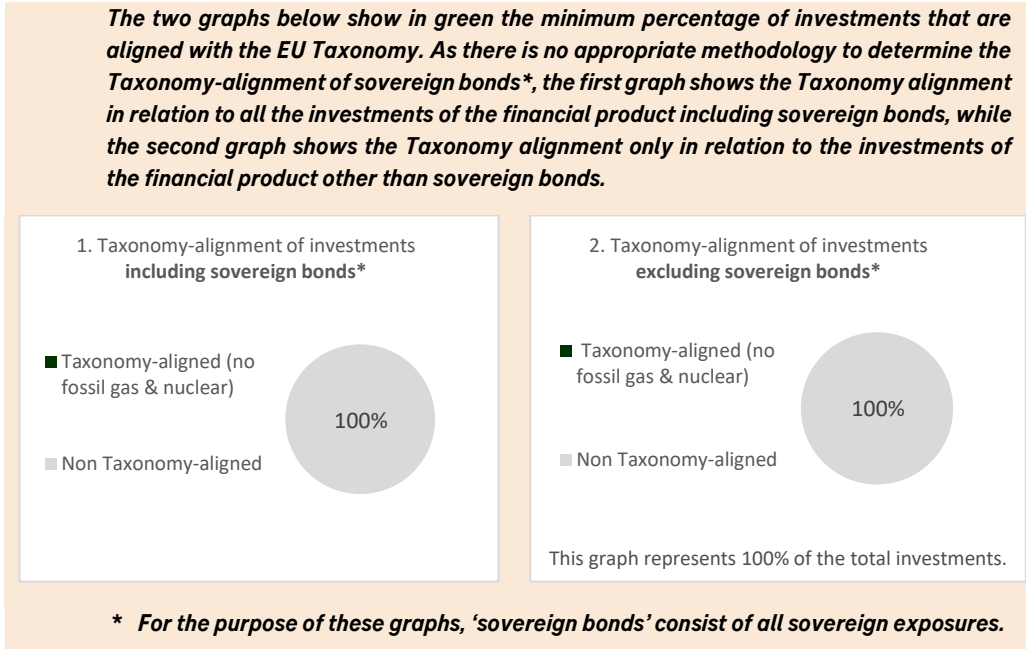 The two graphs below show in green the minimum percentage of investments that are
aligned with the EU Taxonomy. As there is no appropriate methodology to determine the
Taxonomy-alignment of sovereign bonds*, the first graph shows the Taxonomy alignment
in relation to all the investments of the financial product including sovereign bonds, while
the second graph shows the Taxonomy alignment only in relation to the investments of
the financial product other than sovereign bonds.
1. Taxonomy-alignment of investments
including sovereign bonds*
Taxonomy-aligned (no
fossil gas & nuclear)
Non Taxonomy-aligned
100%
2. Taxonomy-alignment of investments
excluding sovereign bonds*
Taxonomy-aligned (no
fossil gas & nuclear)
Non Taxonomy-aligned
100%
This graph represents 100% of the total investments.
* For the purpose of these graphs, ‘sovereign bonds’ consist of all sovereign exposures.